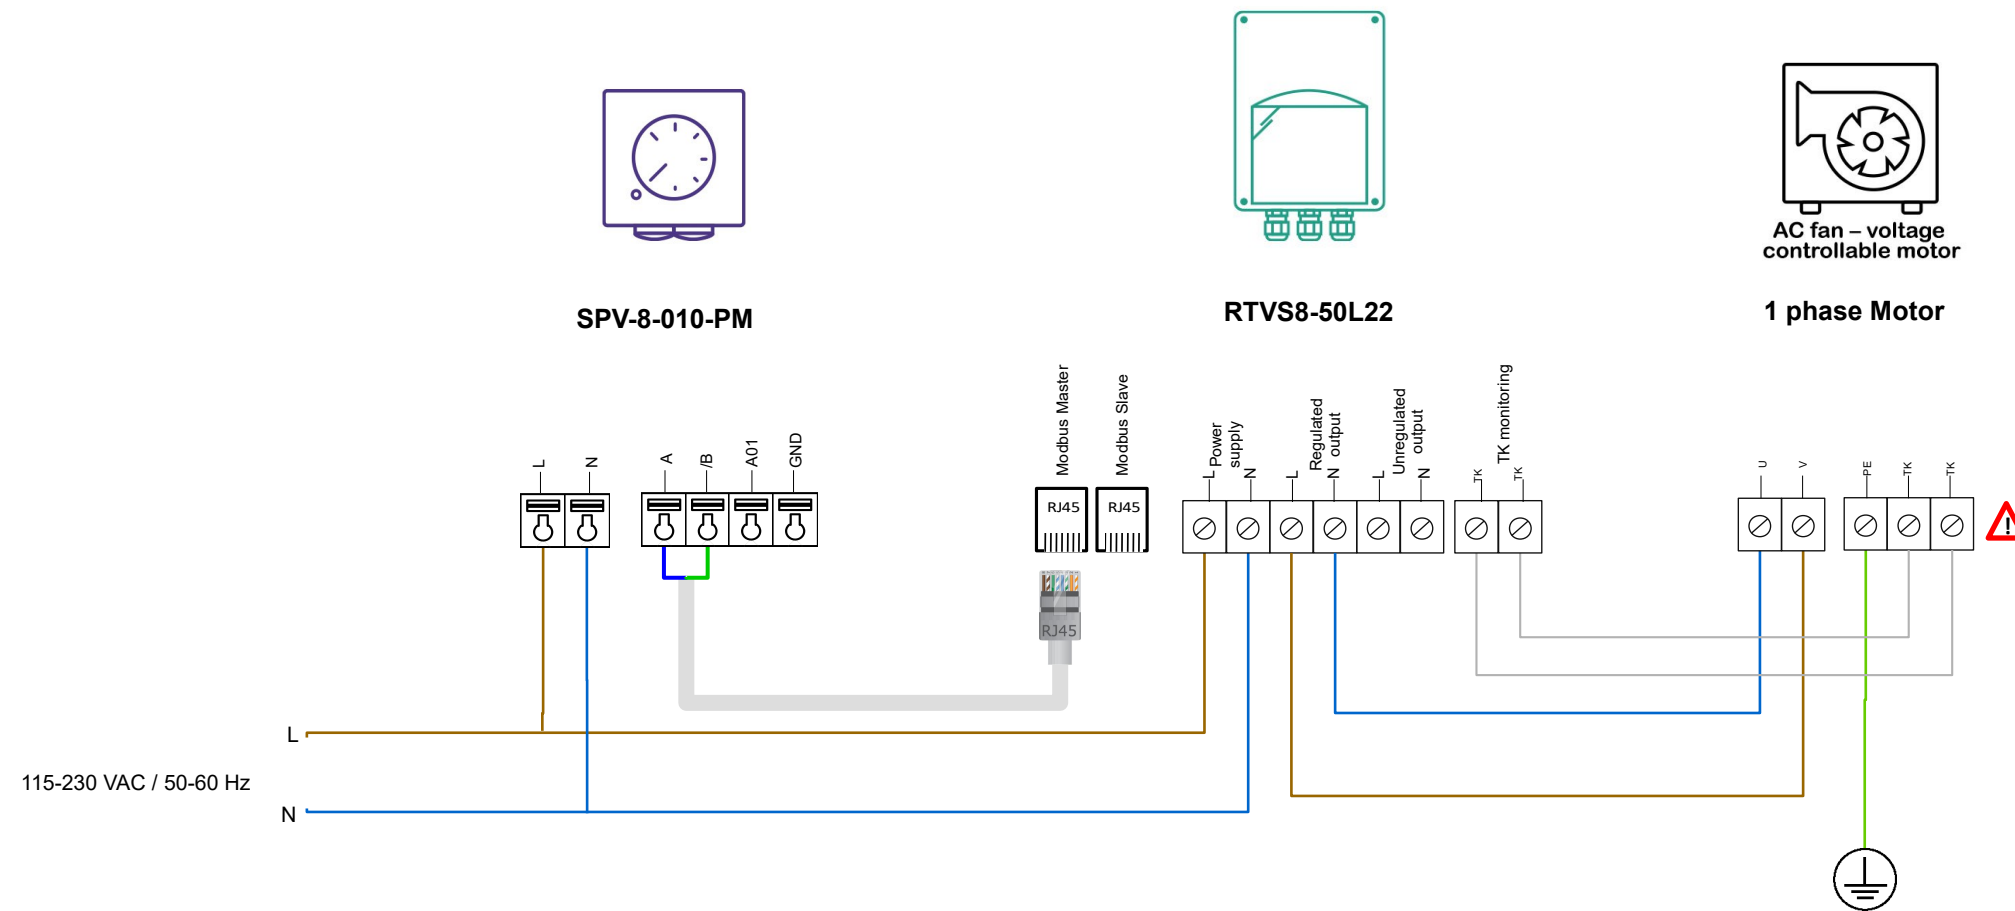 AC fan – voltage
controllable motor
SPV-8-010-PM
RTVS8-50L22
1 phase Motor
Modbus Master
Modbus Slave
Power
supply
Regulated
output
Unregulated
output
TK monitoring
L
N
A
/B
A01
GND
L
N
L
N
L
N
TK
TK
U
V
PE
TK
TK
RJ45
RJ45
!
RJ45
L
115-230 VAC / 50-60 Hz
N